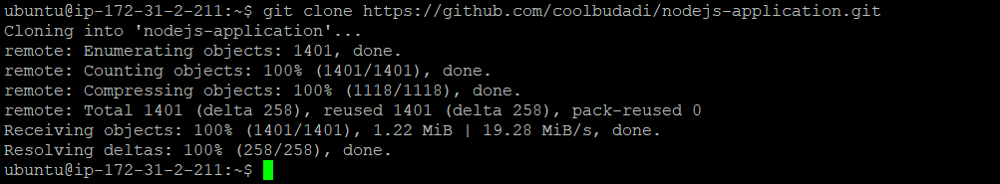 ubuntu@ip-172-31-2-211:~$ git clone https://github.com/coolbudadi/nodejs-application.git
Cloning into 'nodejs-application'...
remote: Enumerating objects: 1401, done.
remote: Counting objects: 100% (1401/1401), done.
remote: Compressing objects: 100% (1118/1118), done.
remote: Total 1401 (delta 258), reused 1401 (delta 258), pack-reused 0
Receiving objects: 100% (1401/1401), 1.22 MiB | 19.28 MiB/s, done.
Resolving deltas: 100% (258/258), done.
ubuntu@ip-172-31-2-211:~$